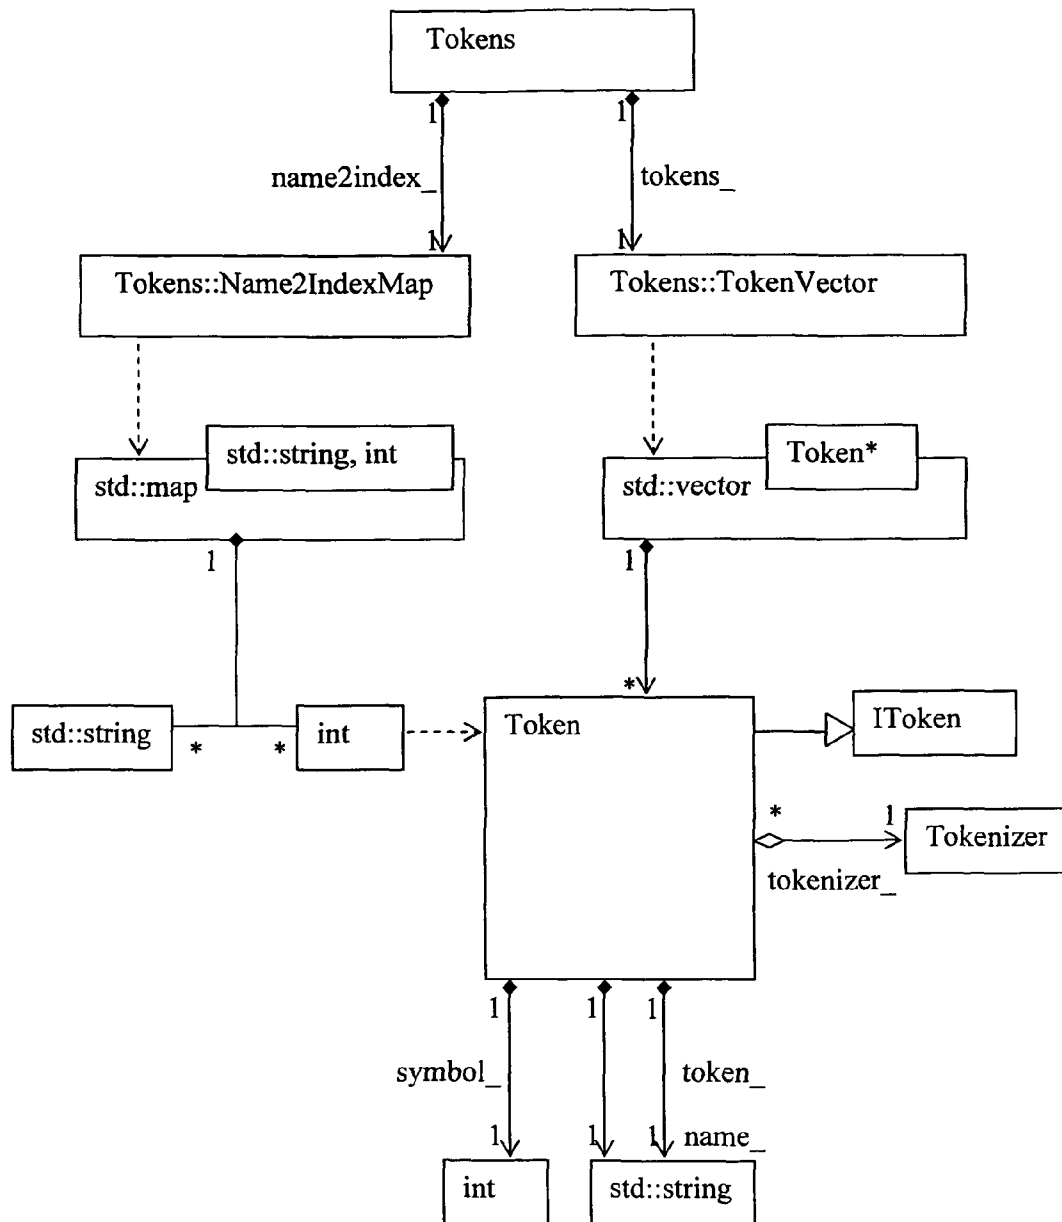 Tokens
1 1
name2index_ tokens_
1 1
Tokens::Name2IndexMap Tokens::TokenVector
std::string, int Token*
std::map std::vector
1 1
*
std::string * * int Token IToken
* 1
Tokenizer
tokenizer_
1 1 1
symbol_ token_
1 1 1 name_
int std::string